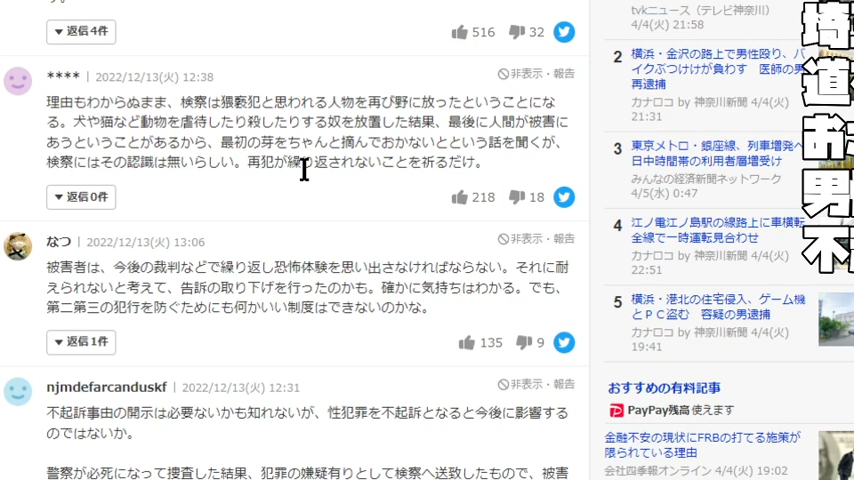 す。
返信4件
516
32
****
2022/12/13(火) 12:38
非表示・報告
理由もわからぬまま、検察は猥褻犯と思われる人物を再び野に放ったということにな
る。犬や猫など動物を虐待したり殺したりする奴を放置した結果、最後に人間が被害に
あうということがあるから、最初の芽をちゃんと摘んでおかないとという話を聞くが、
検察にはその認識は無いらしい。再犯が繰り返されないことを祈るだけ。
返信0件
218
18
なつ
2022/12/13(火) 13:06
非表示・報告
被害者は、今後の裁判などで繰り返し恐怖体験を思い出さなければならない。それに耐
えられないと考えて、告訴の取り下げを行ったのかも。確かに気持ちはわかる。でも、
第二第三の犯行を防ぐためにも何かいい制度はできないのかな。
返信1件
135
9
njmdefarcanduskf
2022/12/13(火) 12:31
非表示・報告
不起訴事由の開示は必要ないかも知れないが、性犯罪を不起訴となると今後に影響する
のではないか。
警察が必死になって捜査した結果、犯罪の嫌疑有りとして検察へ送致したもので、被害
tvkニュース（テレビ神奈川）
4/4(火) 21:58
2
横浜・金沢の路上で男性殴り、バ
イクぶつけけが負わす 医師の男
再逮捕
カナロコ by 神奈川新聞 4/4(火)
21:31
3
東京メトロ・銀座線、列車増発へ
日中時間帯の利用者層増受け
みんなの経済新聞ネットワーク
4/5(水) 0:47
4
江ノ電江ノ島駅の線路上に車横転
全線で一時運転見合わせ
カナロコ by 神奈川新聞 4/4(火)
22:51
5
横浜・港北の住宅侵入、ゲーム機
とＰＣ盗む 容疑の男逮捕
カナロコ by 神奈川新聞 4/4(火)
19:41
おすすめの有料記事
PayPay残高 使えます
金融不安の現状にFRBの打てる施策が
限られている理由
会社四季報オンライン 4/4(火) 19:02
埼
道
お
男
不